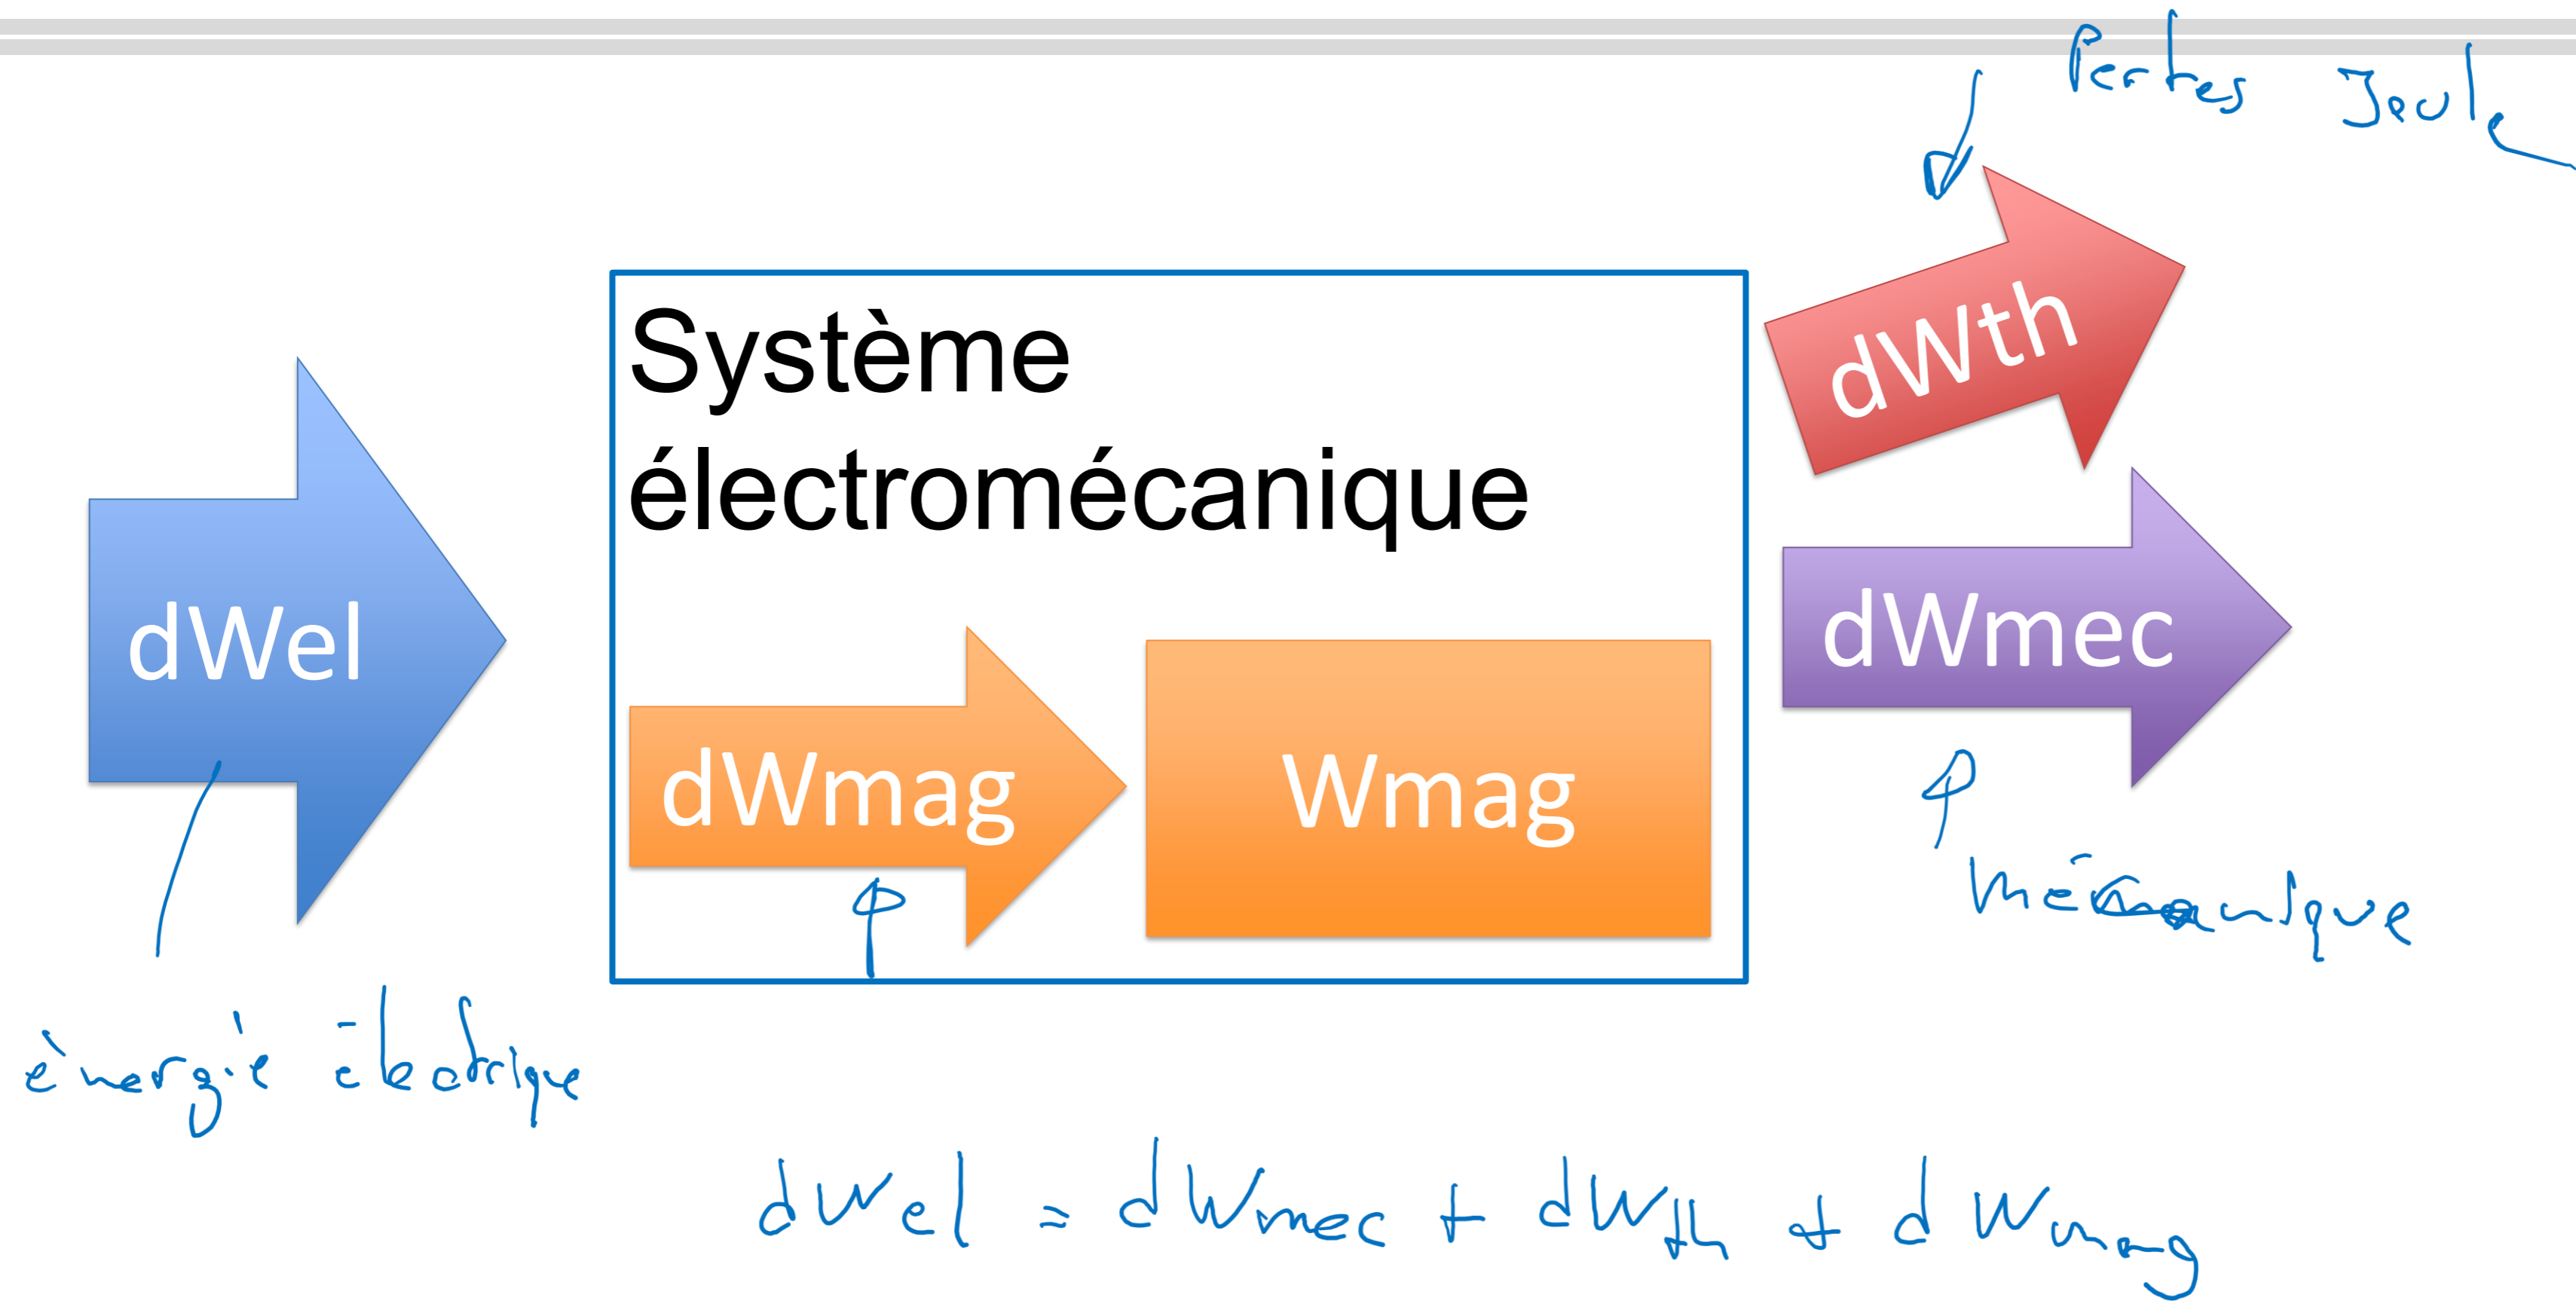 Pertes Joule
dWth
Système
électromécanique
dWel
dWmec
dWmag
Wmag
mécanique
énergie électrique
dWel = dWmec + dWth + dWmag